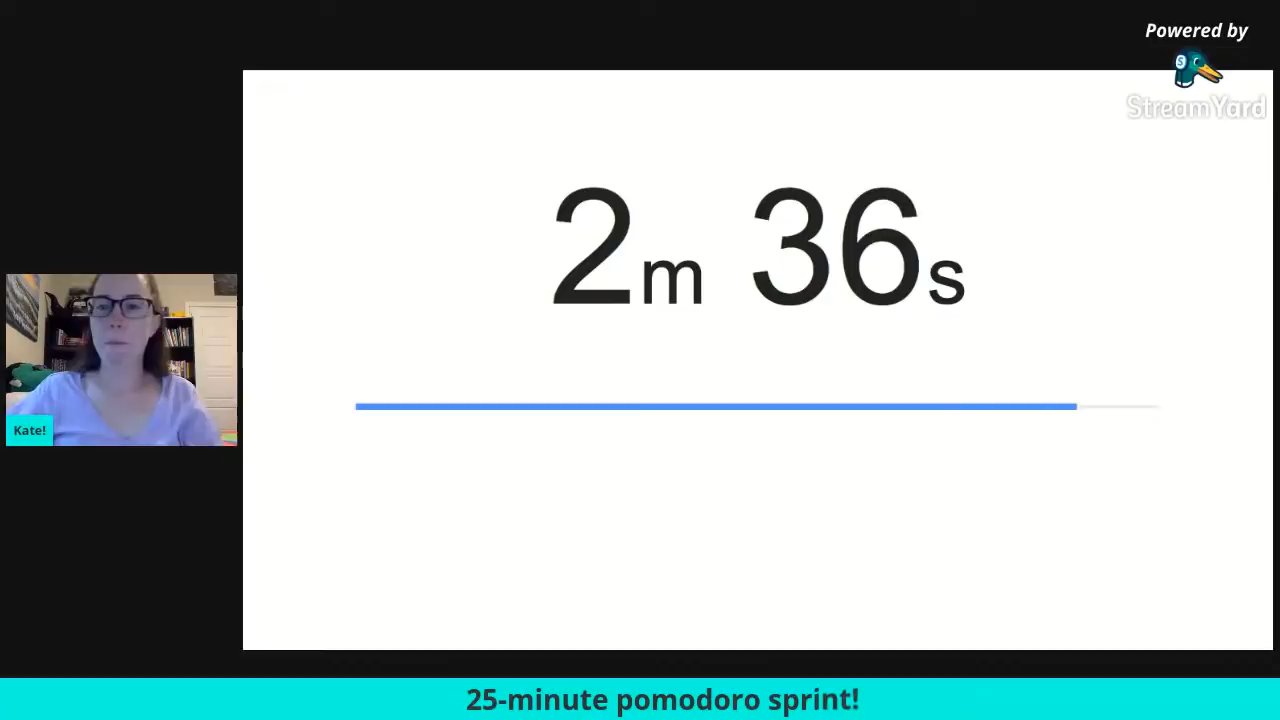 Powered by
StreamYard
2m 36s
Kate!
25-minute pomodoro sprint!